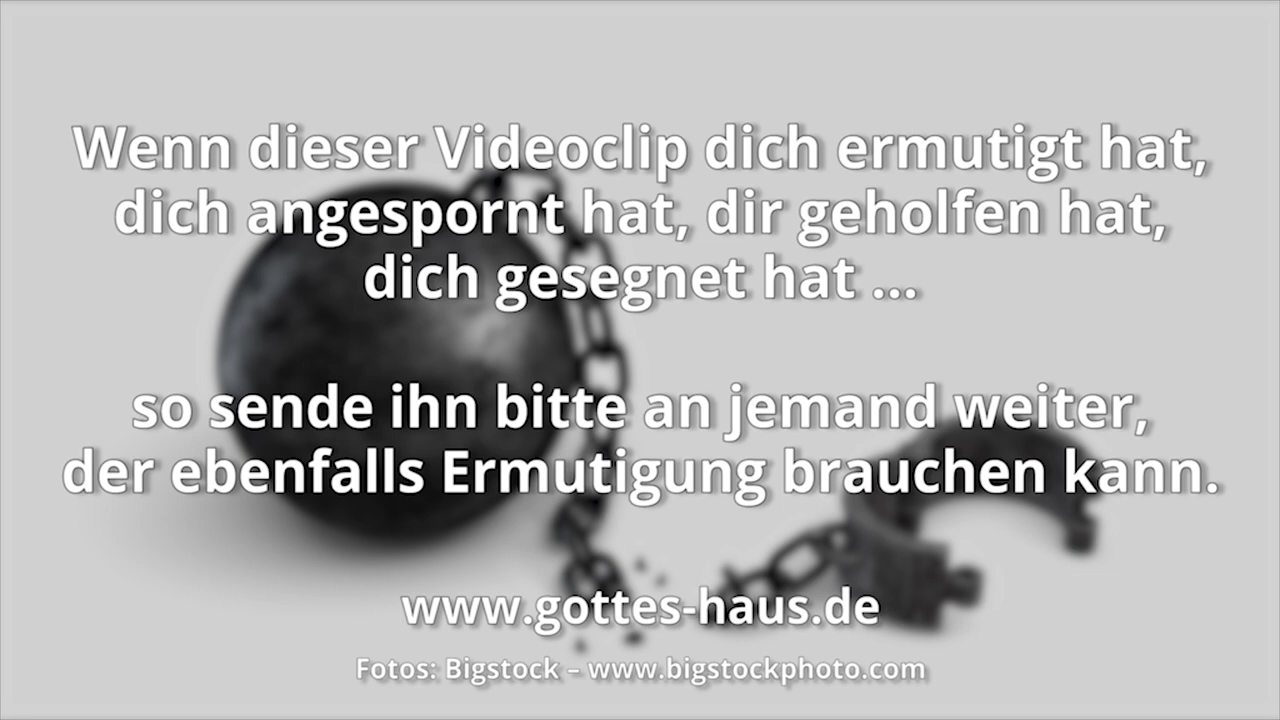 Wenn dieser Videoclip dich ermutigt hat,
dich angespornt hat, dir geholfen hat,
dich gesegnet hat ...
so sende ihn bitte an jemand weiter,
der ebenfalls Ermutigung brauchen kann.
www.gottes-haus.de
Fotos: Bigstock – www.bigstockphoto.com